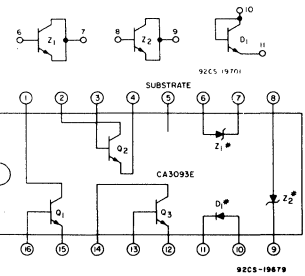 6 Z1 7 8 Z2 9 10 D1 11
92CS-19701
SUBSTRATE
1 2 3 4 5 6 7 8
Z1#
Q2
CA3093E
Q1 Q3 D1# Z2#
16 15 14 13 12 11 10 9
92CS-19679